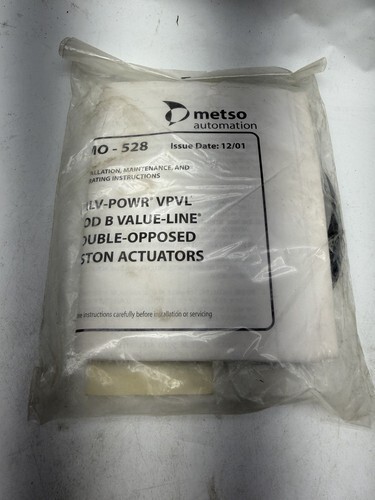 metso
automation
MO - 528 Issue Date: 12/01
ALLATION, MAINTENANCE, AND
RATING INSTRUCTIONS
LV-POWR® VPVL™
OD B VALUE-LINE®
OUBLE-OPPOSED
STON ACTUATORS
instructions carefully before installation or servicing